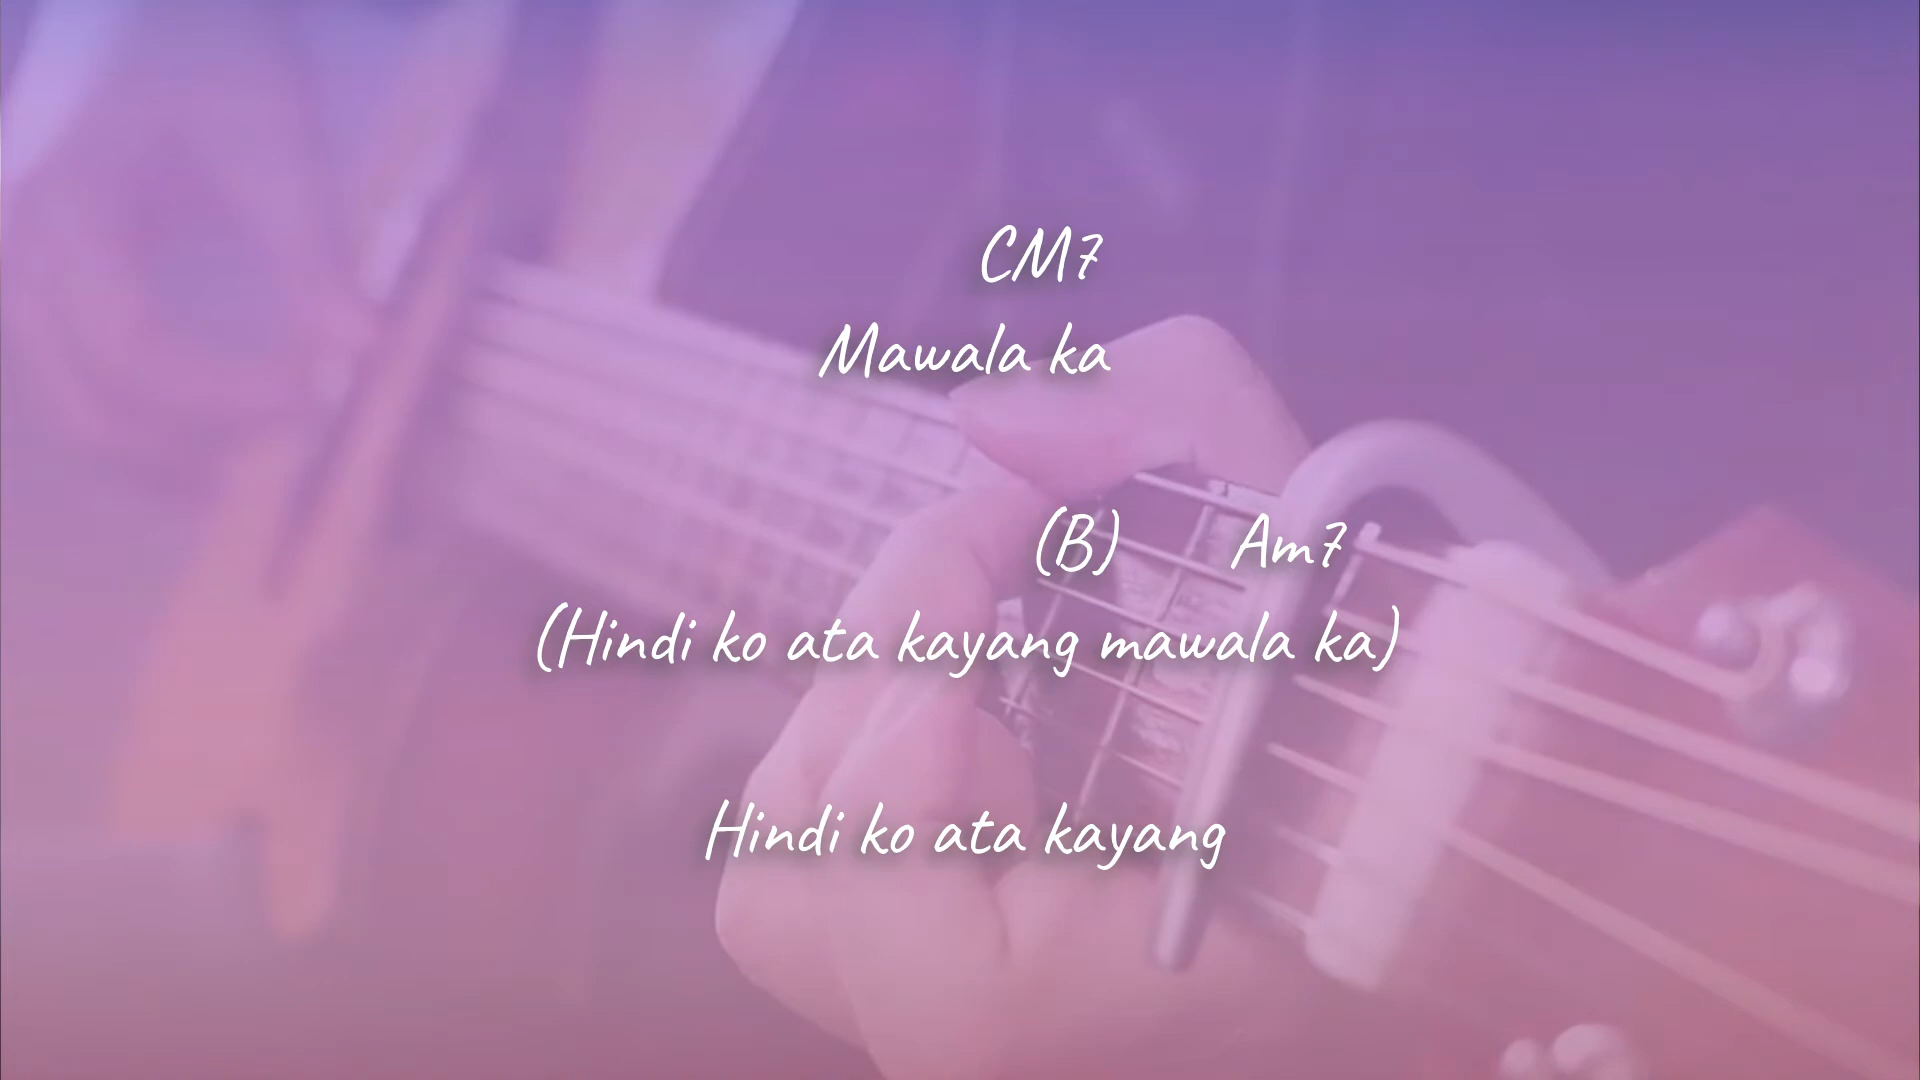 CM7
Mawala ka
(B) Am7
(Hindi ko ata kayang mawala ka)
Hindi ko ata kayang